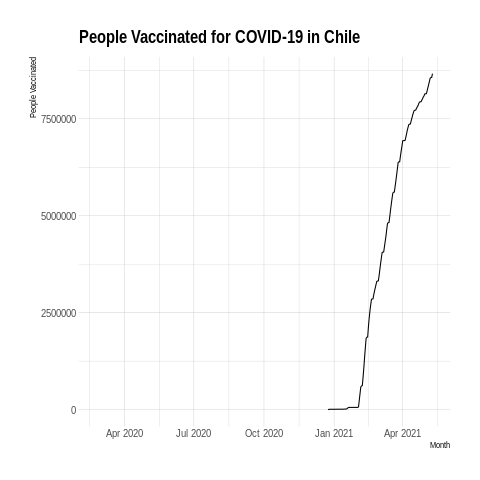 People Vaccinated for COVID-19 in Chile
People Vaccinated
7500000
5000000
2500000
0
Apr 2020 Jul 2020 Oct 2020 Jan 2021 Apr 2021
Month